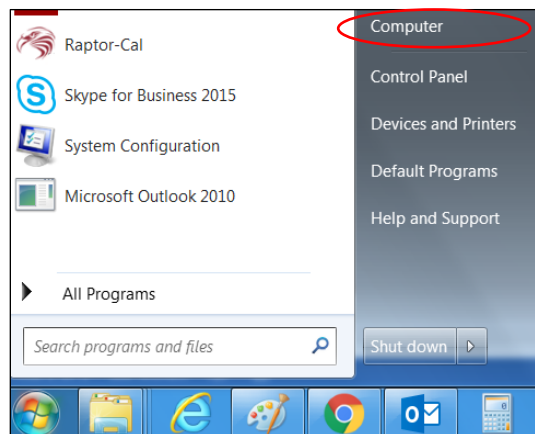 Raptor-Cal
Skype for Business 2015
System Configuration
Microsoft Outlook 2010
All Programs
Search programs and files
Computer
Control Panel
Devices and Printers
Default Programs
Help and Support
Shut down